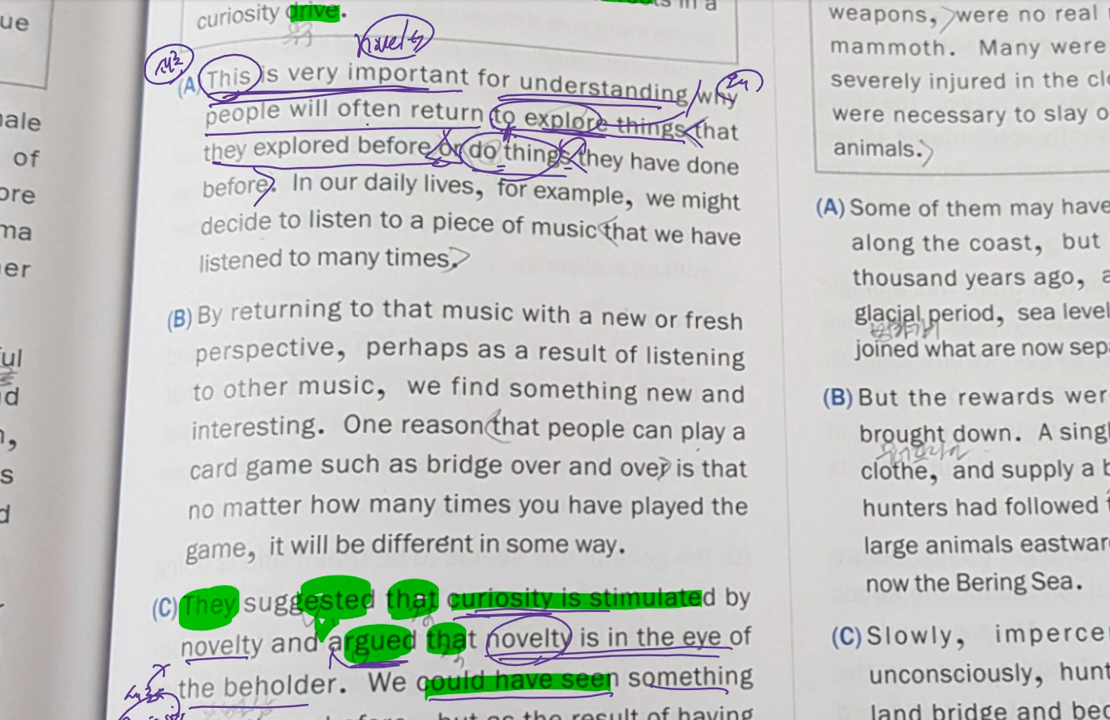 curiosity drive.
novelty
(A) This is very important for understanding why
people will often return to explore things that
they explored before or do things they have done
before. In our daily lives, for example, we might
decide to listen to a piece of music that we have
listened to many times.
(B) By returning to that music with a new or fresh
perspective, perhaps as a result of listening
to other music, we find something new and
interesting. One reason that people can play a
card game such as bridge over and over is that
no matter how many times you have played the
game, it will be different in some way.
(C) They suggested that curiosity is stimulated by
novelty and argued that novelty is in the eye of
the beholder. We could have seen something
but as the result of having
weapons, were no real
mammoth. Many were
severely injured in the
were necessary to slay
animals.
(A) Some of them may have
along the coast, but
thousand years ago,
glacial period, sea level
joined what are now
(B) But the rewards
brought down. A
clothe, and supply a
hunters had followed
large animals
now the Bering Sea.
(C) Slowly,
unconsciously,
land bridge and